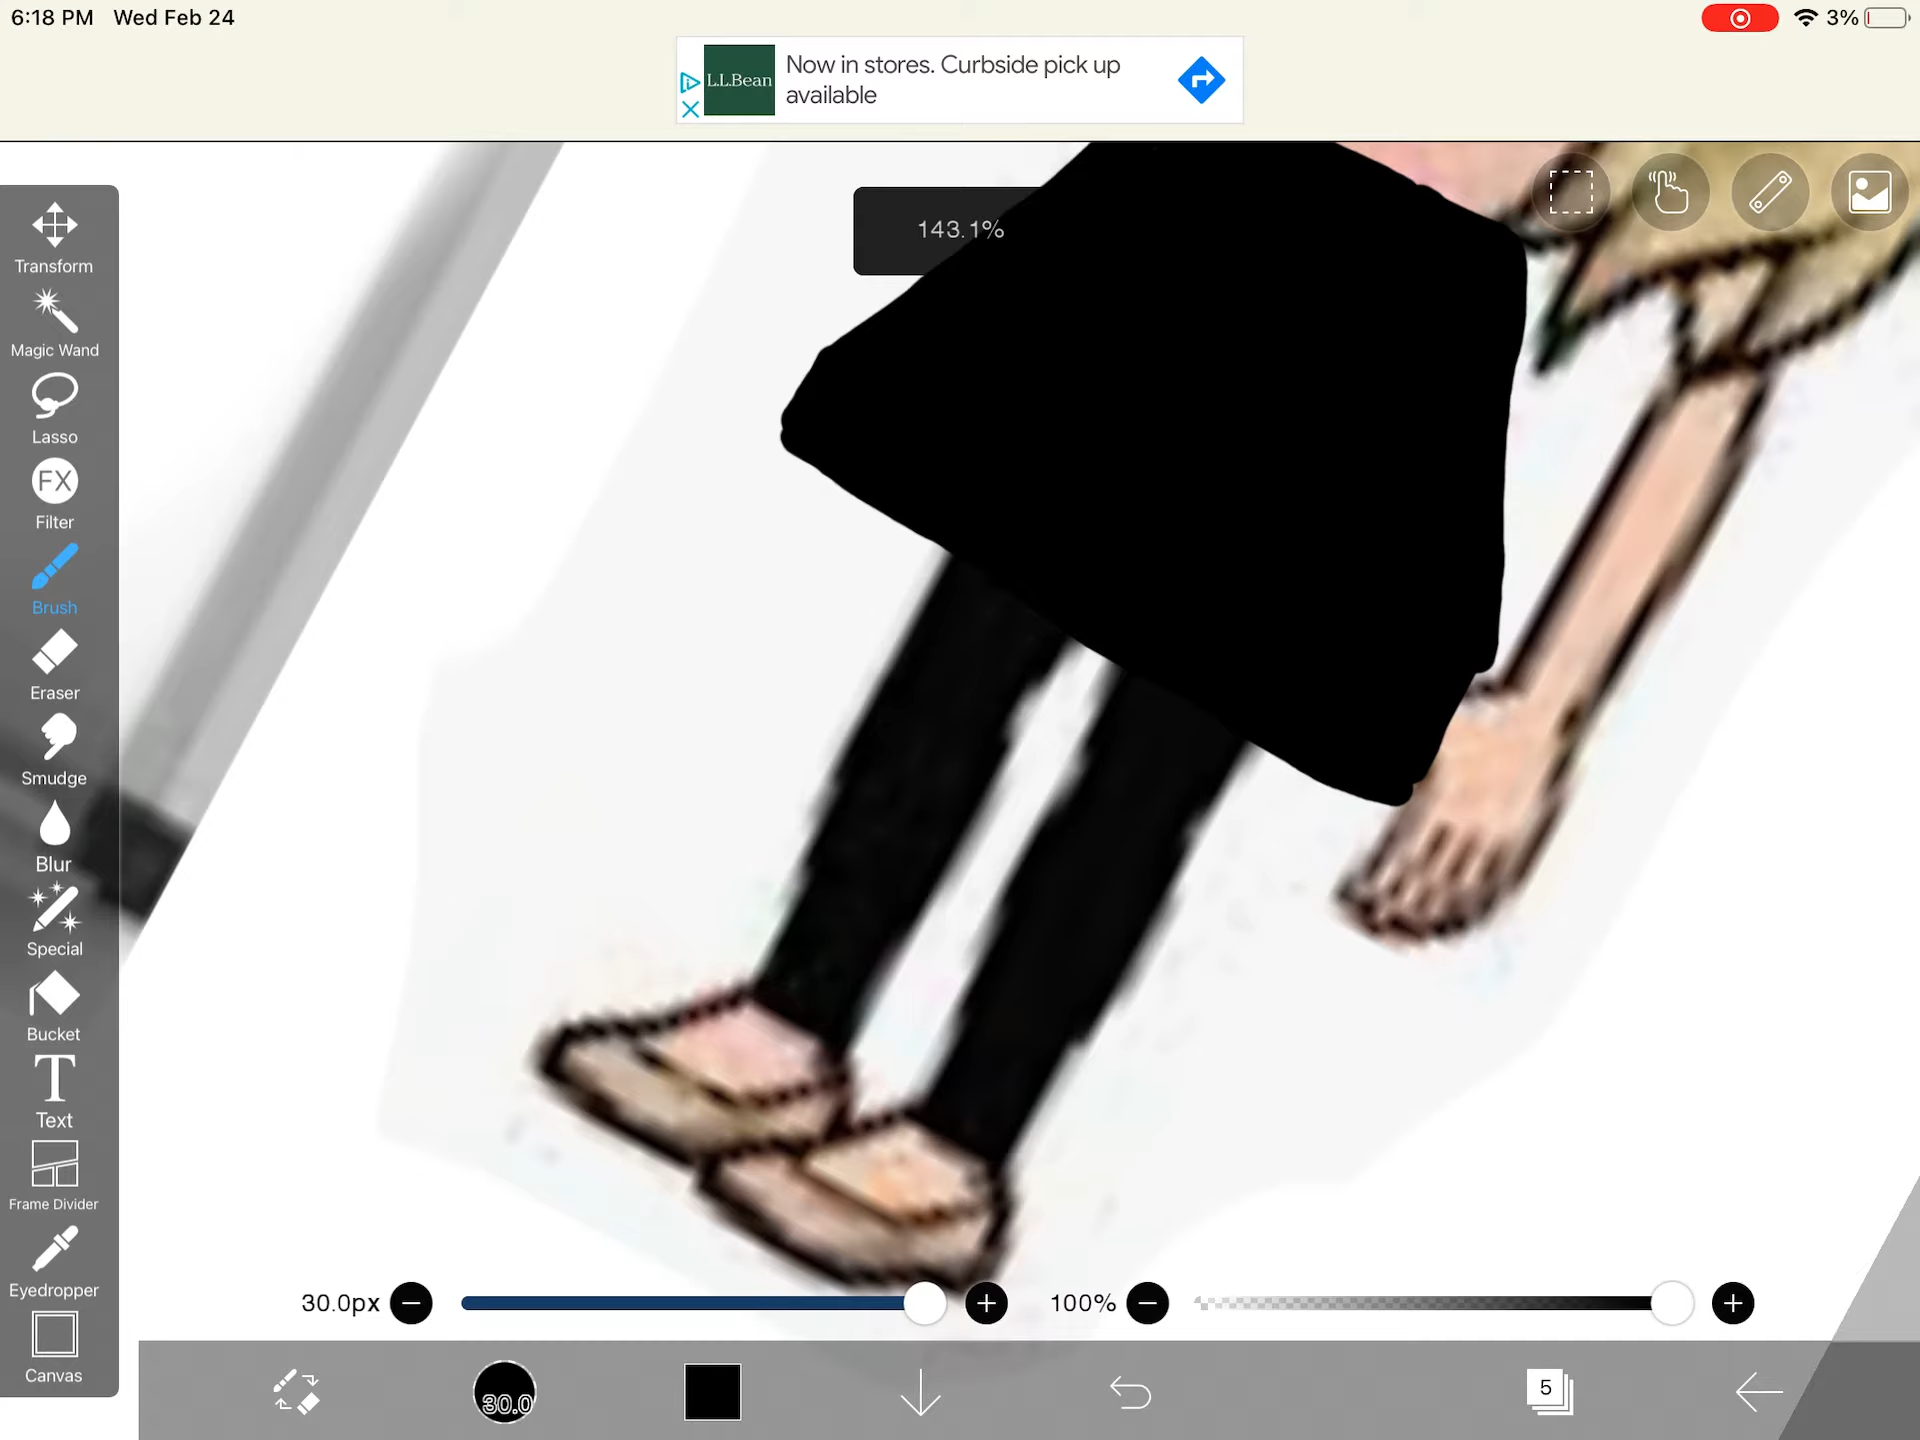 6:18 PM Wed Feb 24
3%
L.L.Bean
Now in stores. Curbside pick up
available
143.1%
Transform
Magic Wand
Lasso
FX
Filter
Brush
Eraser
Smudge
Blur
Special
Bucket
T
Text
Frame Divider
Eyedropper
Canvas
30.0px
100%
30.0
5